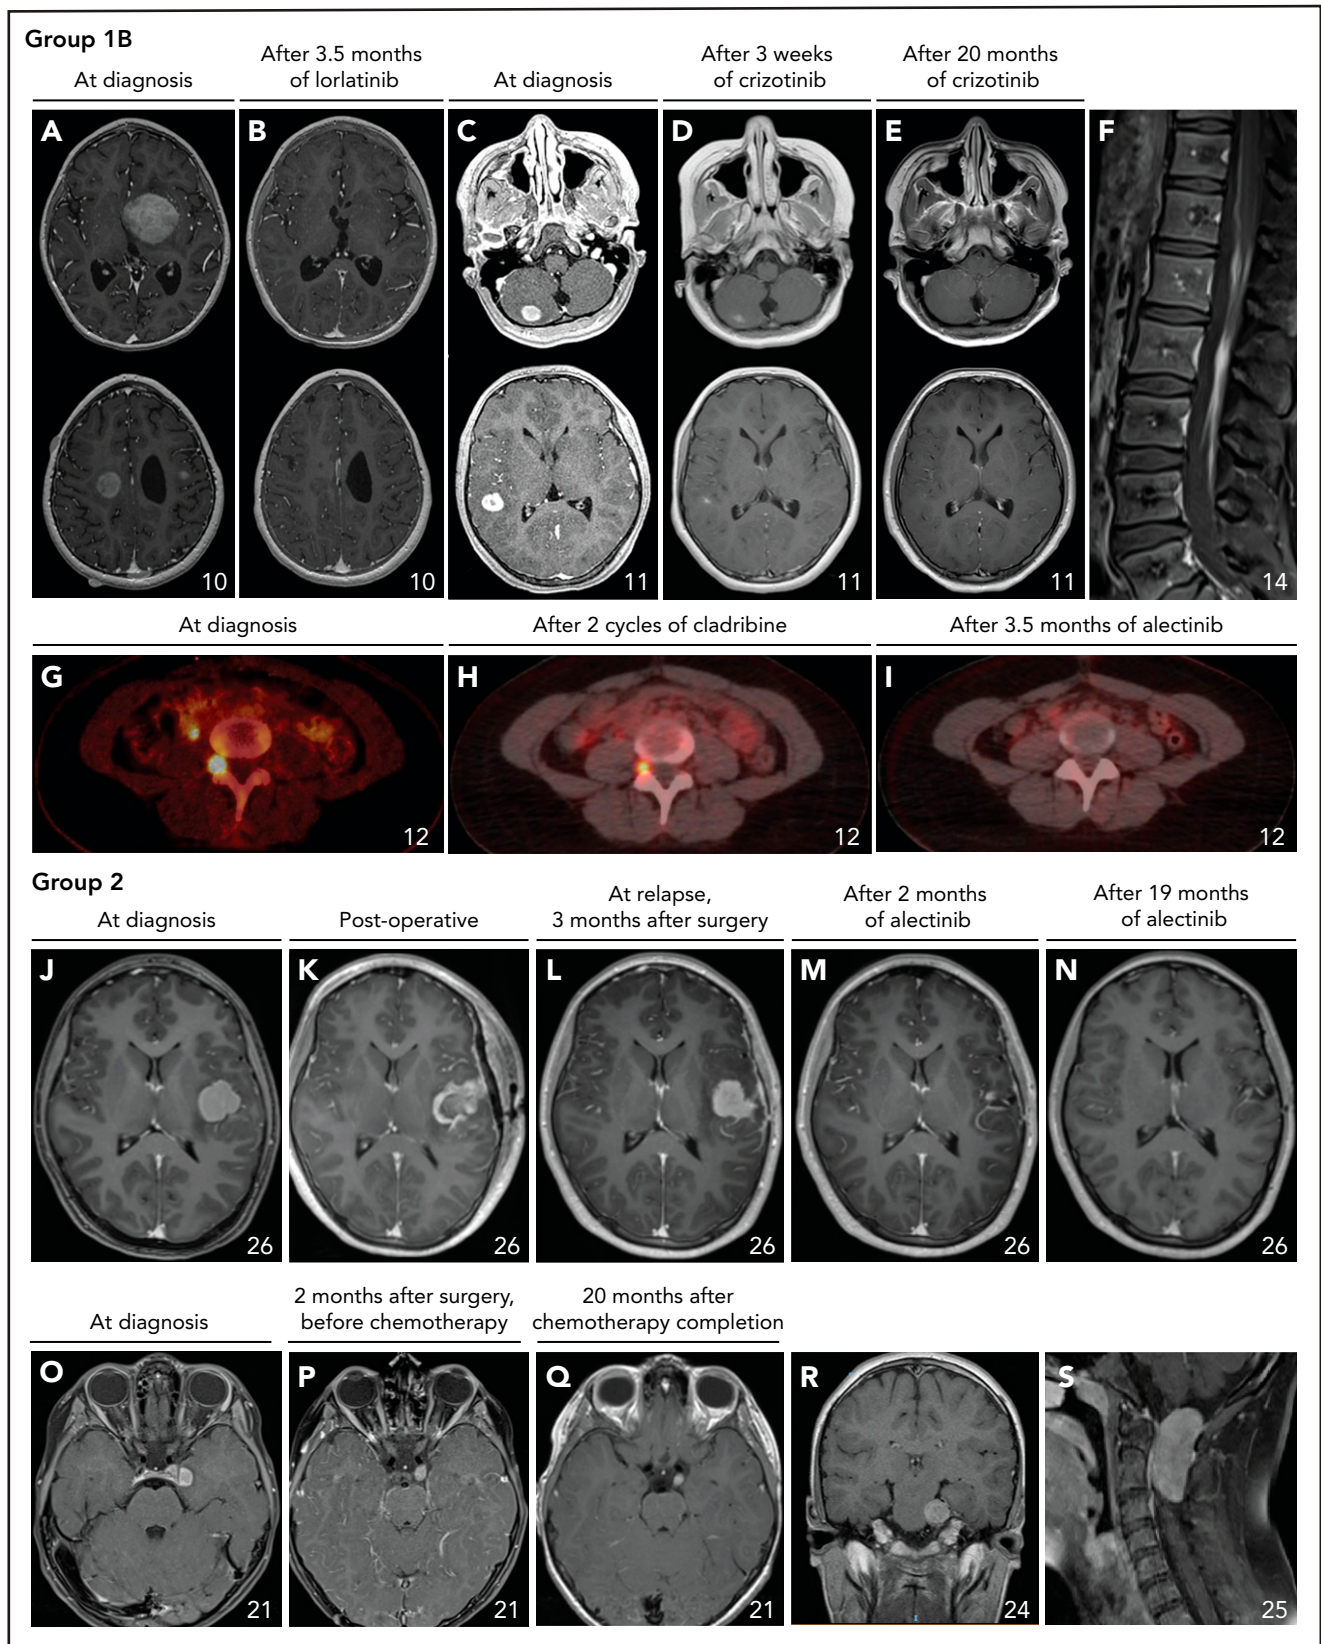 Group 1B
At diagnosis
After 3.5 months
of lorlatinib
At diagnosis
After 3 weeks
of crizotinib
After 20 months
of crizotinib
A
B
C
D
E
F
10
10
11
11
11
14
At diagnosis
After 2 cycles of cladribine
After 3.5 months of alectinib
G
H
I
12
12
12
Group 2
At diagnosis
Post-operative
At relapse,
3 months after surgery
After 2 months
of alectinib
After 19 months
of alectinib
J
K
L
M
N
26
26
26
26
26
At diagnosis
2 months after surgery,
before chemotherapy
20 months after
chemotherapy completion
O
P
Q
R
S
21
21
21
24
25